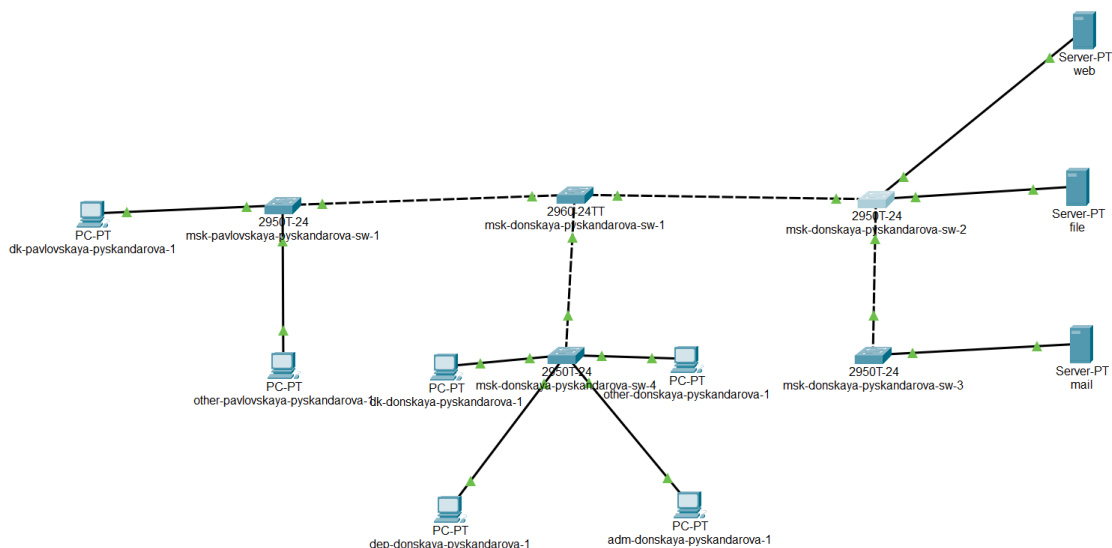 Server-PT
web
2950T-24
msk-pavlovskaya-pyskandarova-sw-1
2960-24TT
msk-donskaya-pyskandarova-sw-1
2950T-24
msk-donskaya-pyskandarova-sw-2
Server-PT
file
PC-PT
dk-pavlovskaya-pyskandarova-1
PC-PT
other-pavlovskaya-pyskandarova-1
PC-PT
dk-donskaya-pyskandarova-1
2950T-24
msk-donskaya-pyskandarova-sw-4
PC-PT
other-donskaya-pyskandarova-1
2950T-24
msk-donskaya-pyskandarova-sw-3
Server-PT
mail
PC-PT
dep-donskaya-pyskandarova-1
PC-PT
adm-donskaya-pyskandarova-1